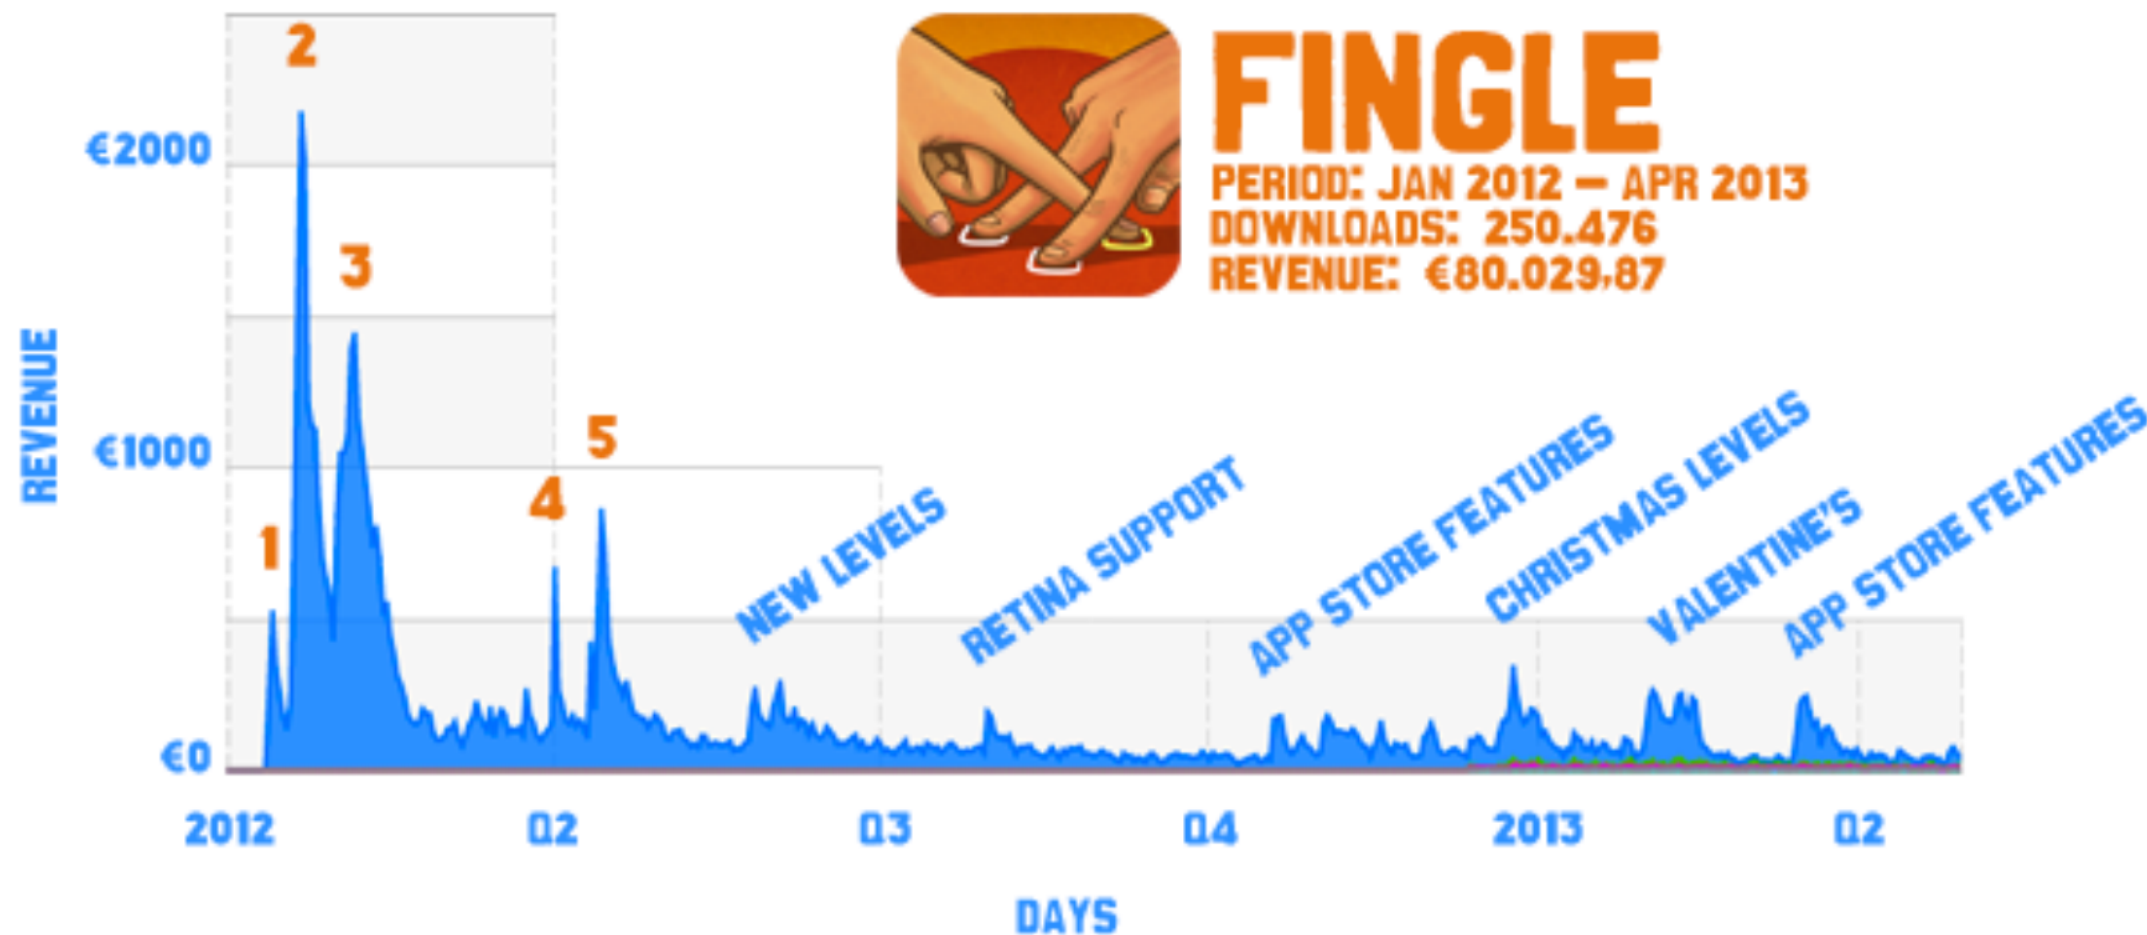 FINGLE
PERIOD: JAN 2012 – APR 2013
DOWNLOADS: 250.476
REVENUE: €80.029,87
REVENUE
€2000
€1000
€0
1
2
3
4
5
NEW LEVELS
RETINA SUPPORT
APP STORE FEATURES
CHRISTMAS LEVELS
VALENTINE'S
APP STORE FEATURES
2012
Q2
Q3
Q4
2013
Q2
DAYS